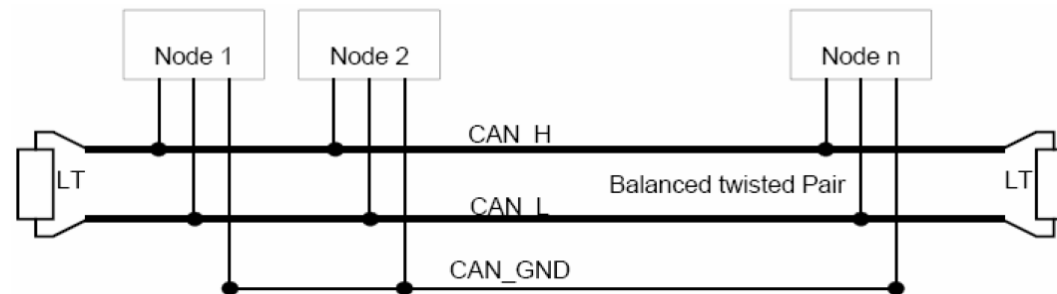 Node 1
Node 2
Node n
CAN_H
LT
LT
Balanced twisted Pair
CAN_L
CAN_GND